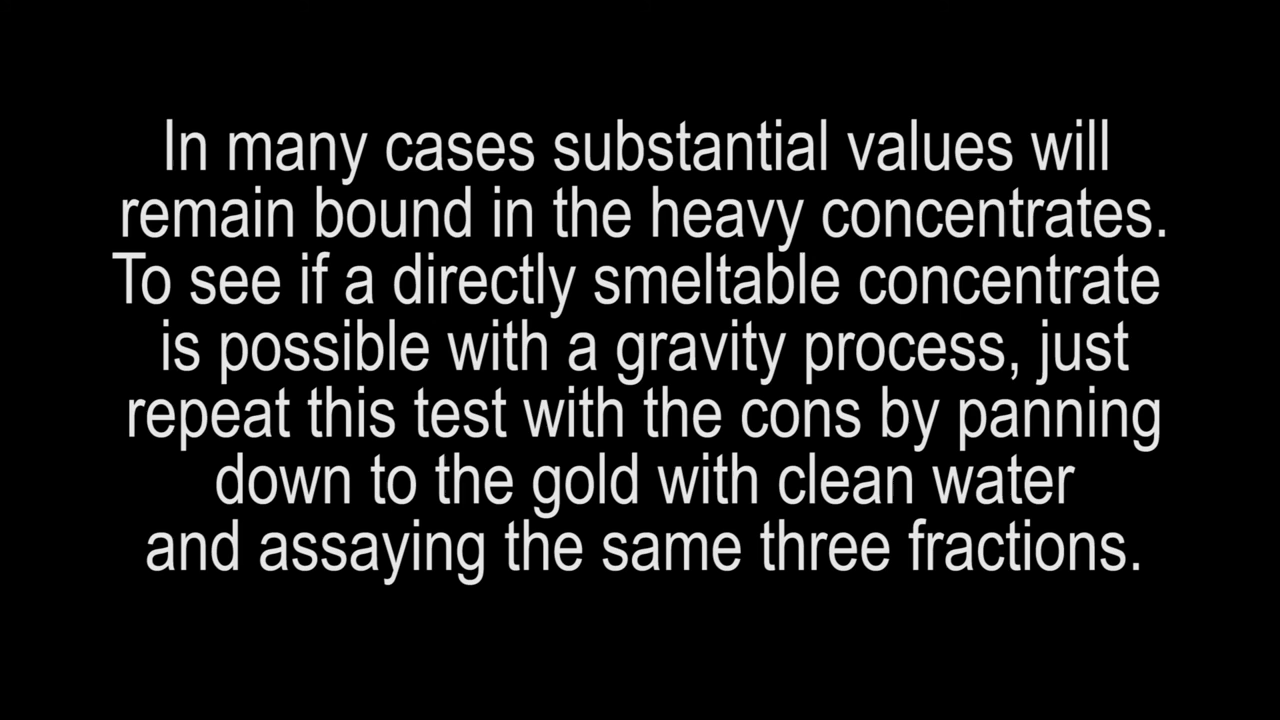 In many cases substantial values will
remain bound in the heavy concentrates.
To see if a directly smeltable concentrate
is possible with a gravity process, just
repeat this test with the cons by panning
down to the gold with clean water
and assaying the same three fractions.